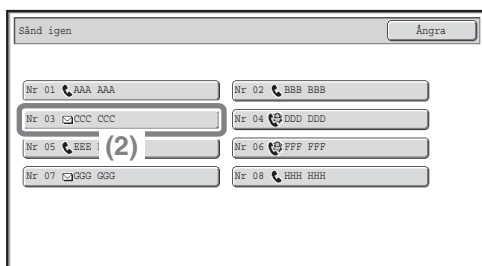 Sänd igen Ångra
Nr 01 AAA AAA Nr 02 BBB BBB
Nr 03 CCC CCC Nr 04 DDD DDD
Nr 05 EEE (2) Nr 06 FFF FFF
Nr 07 GGG GGG Nr 08 HHH HHH